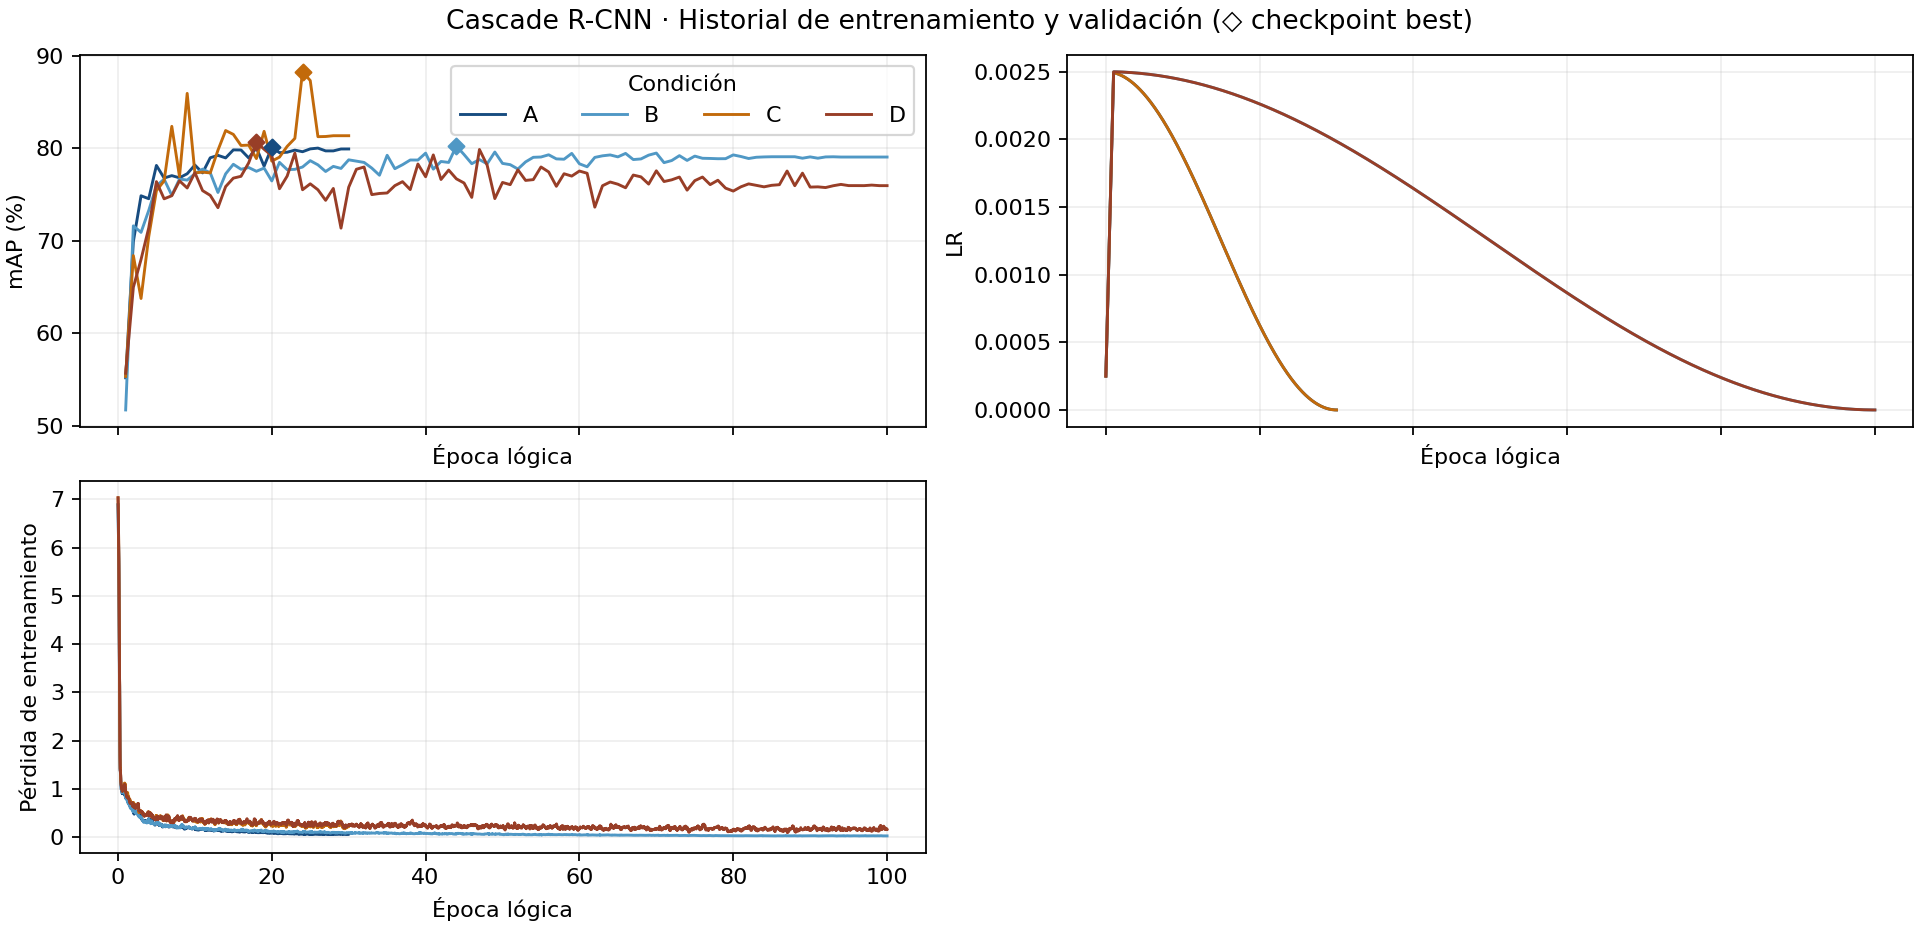 Cascade R-CNN · Historial de entrenamiento y validación (◇ checkpoint best)
90
80
70
60
50
mAP (%)
Condición
A B C D
Época lógica
0.0025
0.0020
0.0015
0.0010
0.0005
0.0000
LR
Época lógica
7
6
5
4
3
2
1
0
Pérdida de entrenamiento
0 20 40 60 80 100
Época lógica